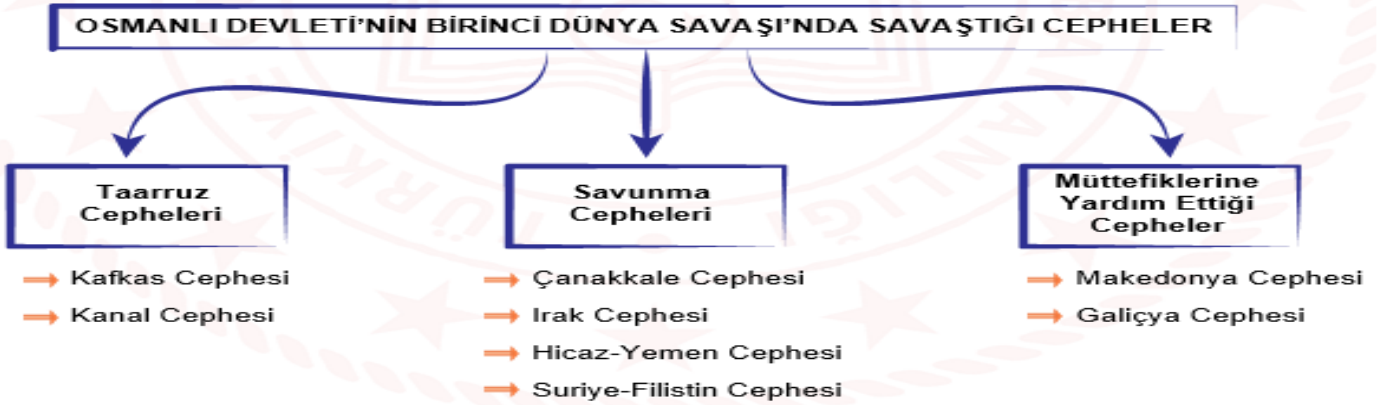 OSMANLI DEVLETİ’NİN BİRİNCİ DÜNYA SAVAŞI’NDA SAVAŞTIĞI CEPHELER
Taarruz
Cepheleri
Kafkas Cephesi
Kanal Cephesi
Savunma
Cepheleri
Çanakkale Cephesi
Irak Cephesi
Hicaz-Yemen Cephesi
Suriye-Filistin Cephesi
Müttefiklerine
Yardım Ettiği
Cepheler
Makedonya Cephesi
Galiçya Cephesi